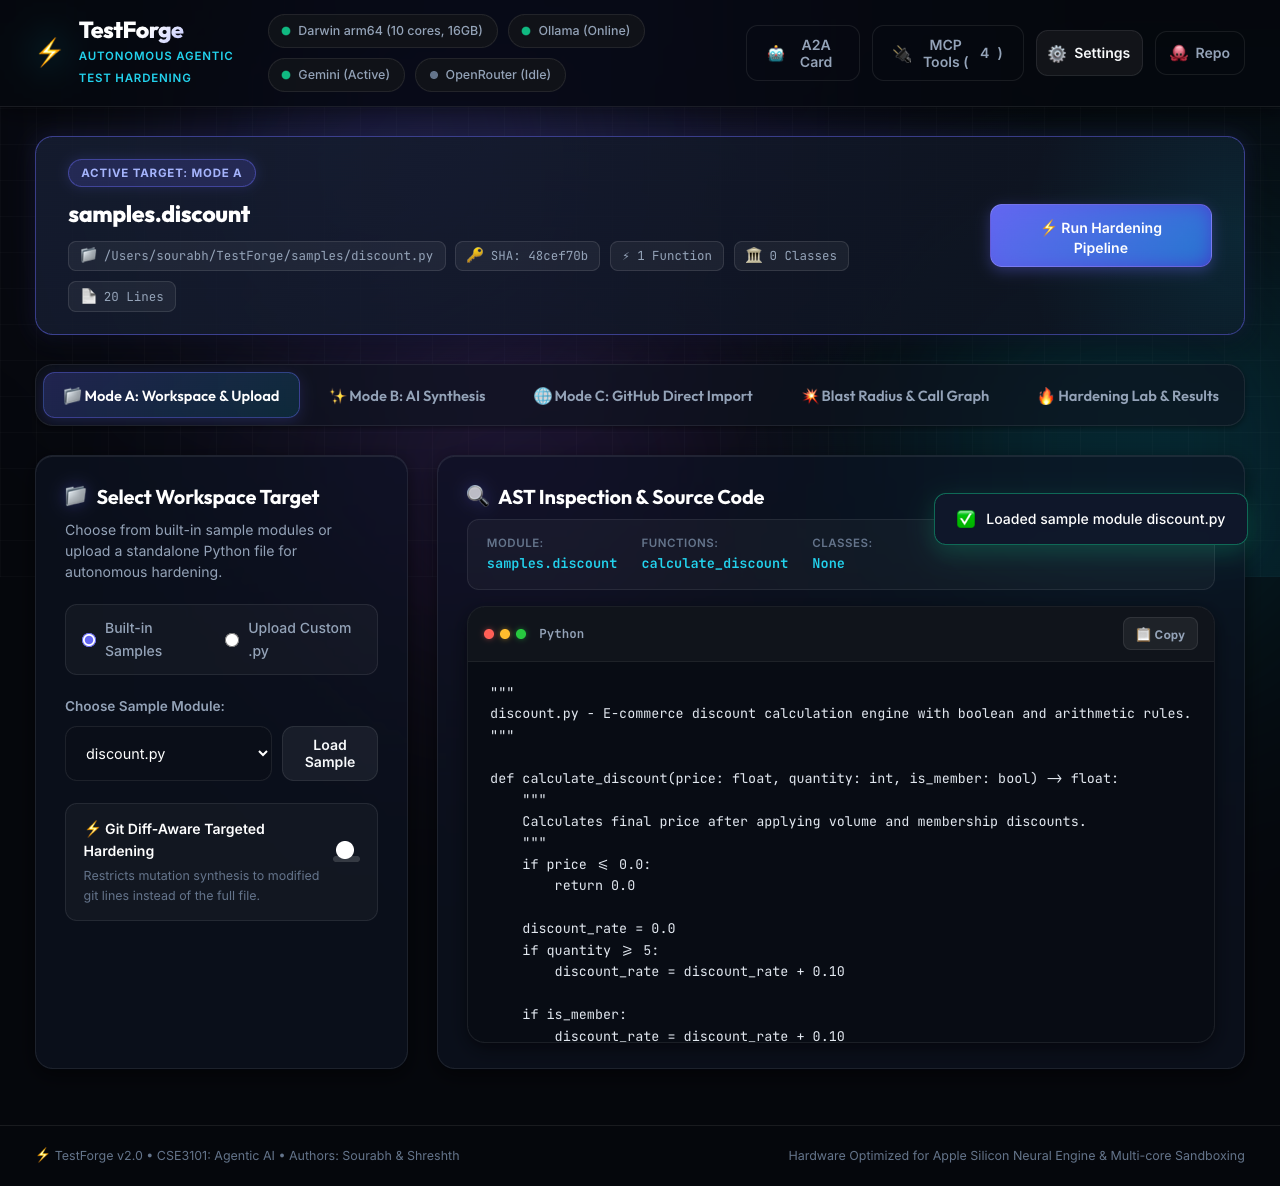 TestForge
AUTONOMOUS AGENTIC
TEST HARDENING
Darwin arm64 (10 cores, 16GB)
Ollama (Online)
Gemini (Active)
OpenRouter (Idle)
A2A
Card
MCP
Tools ( 4 )
Settings
Repo
ACTIVE TARGET: MODE A
samples.discount
/Users/sourabh/TestForge/samples/discount.py
SHA: 48cef70b
⚡ 1 Function
0 Classes
20 Lines
⚡ Run Hardening
Pipeline
Mode A: Workspace & Upload
Mode B: AI Synthesis
Mode C: GitHub Direct Import
Blast Radius & Call Graph
Hardening Lab & Results
Select Workspace Target
Choose from built-in sample modules or
upload a standalone Python file for
autonomous hardening.
Built-in
Samples
Upload Custom
.py
Choose Sample Module:
discount.py
Load
Sample
⚡ Git Diff-Aware Targeted
Hardening
Restricts mutation synthesis to modified
git lines instead of the full file.
AST Inspection & Source Code
✅ Loaded sample module discount.py
MODULE:
samples.discount
FUNCTIONS:
calculate_discount
CLASSES:
None
Python
Copy
"""
discount.py - E-commerce discount calculation engine with boolean and arithmetic rules.
"""
def calculate_discount(price: float, quantity: int, is_member: bool) -> float:
"""
Calculates final price after applying volume and membership discounts.
"""
if price <= 0.0:
return 0.0
discount_rate = 0.0
if quantity >= 5:
discount_rate = discount_rate + 0.10
if is_member:
discount_rate = discount_rate + 0.10
⚡ TestForge v2.0 • CSE3101: Agentic AI • Authors: Sourabh & Shreshth
Hardware Optimized for Apple Silicon Neural Engine & Multi-core Sandboxing